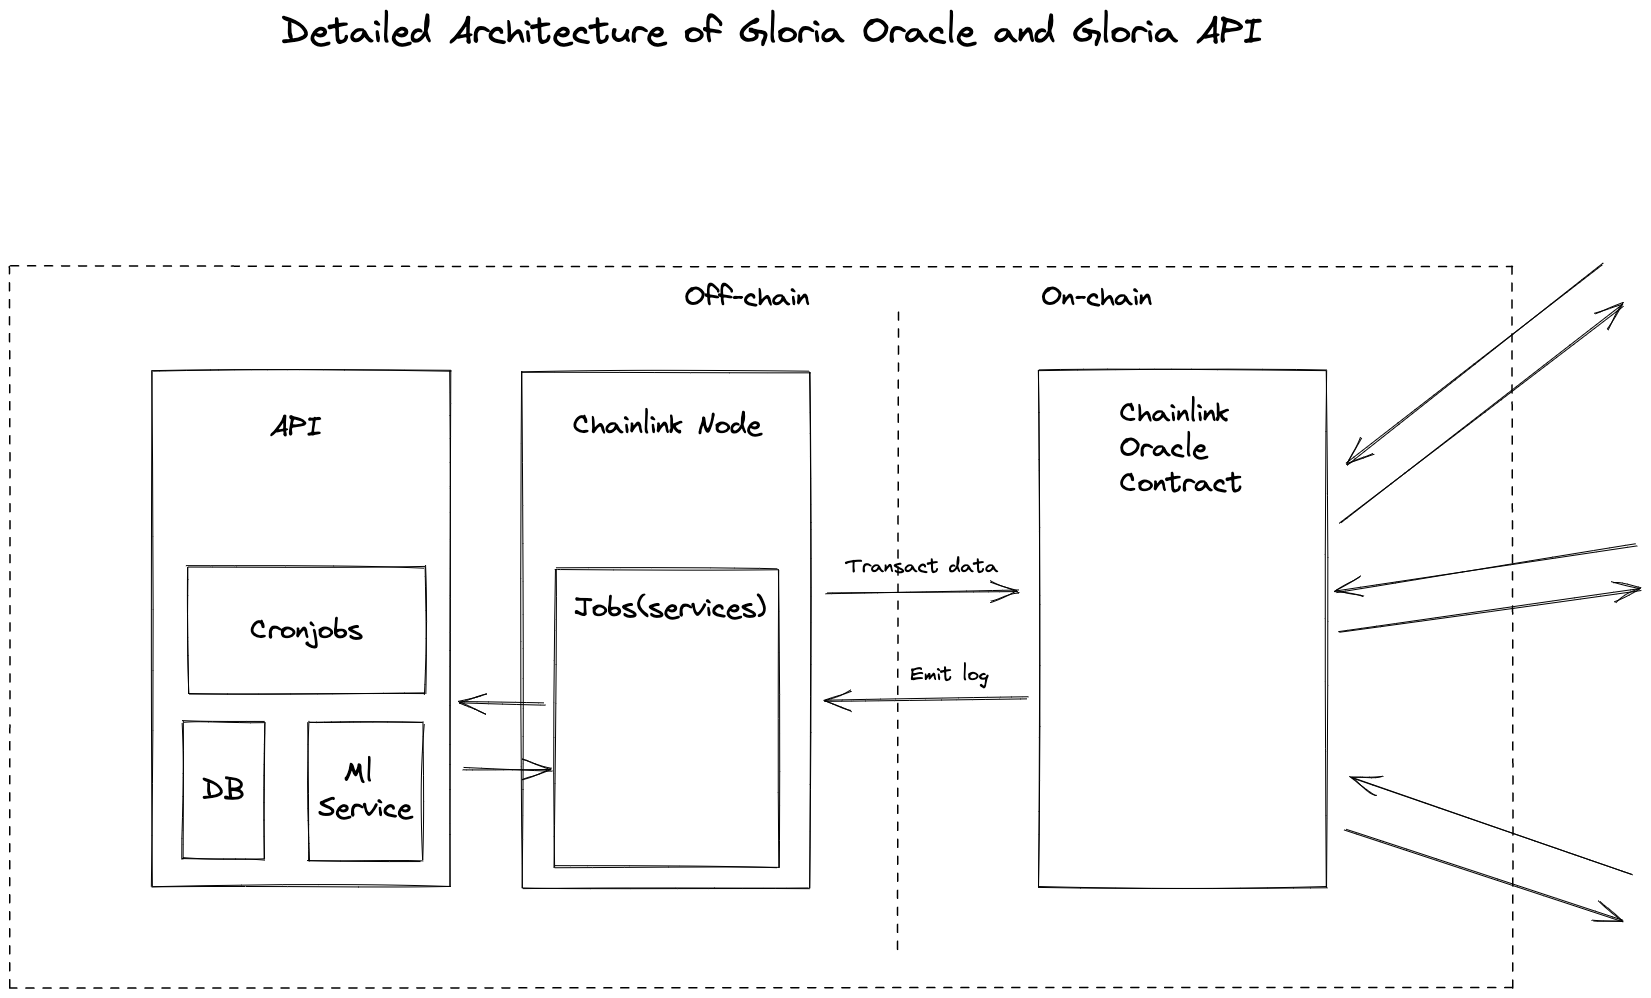 Detailed Architecture of Gloria Oracle and Gloria API
Off-chain
On-chain
API
Chainlink Node
Chainlink
Oracle
Contract
Cronjobs
Jobs(services)
Transact data
Emit log
DB
Ml
Service